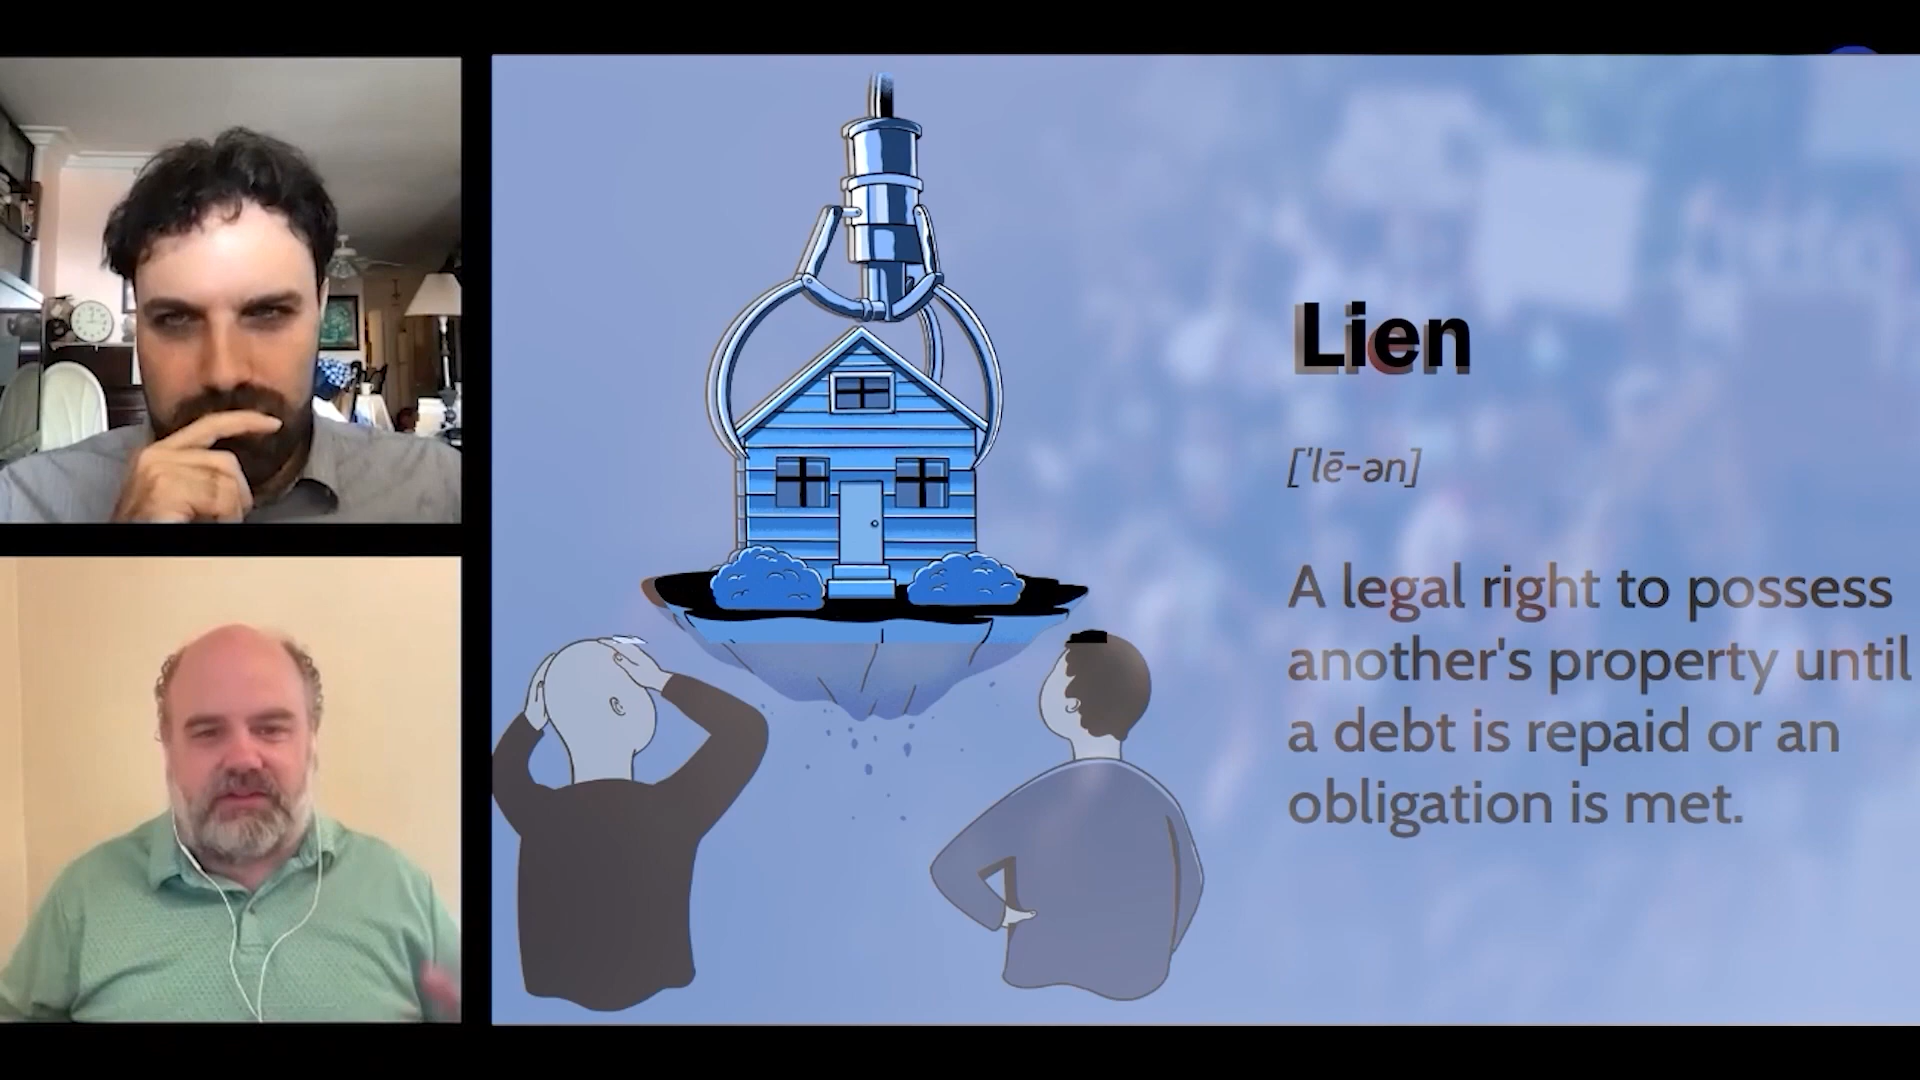 Lien
['lē-ən]
A legal right to possess
another's property until
a debt is repaid or an
obligation is met.